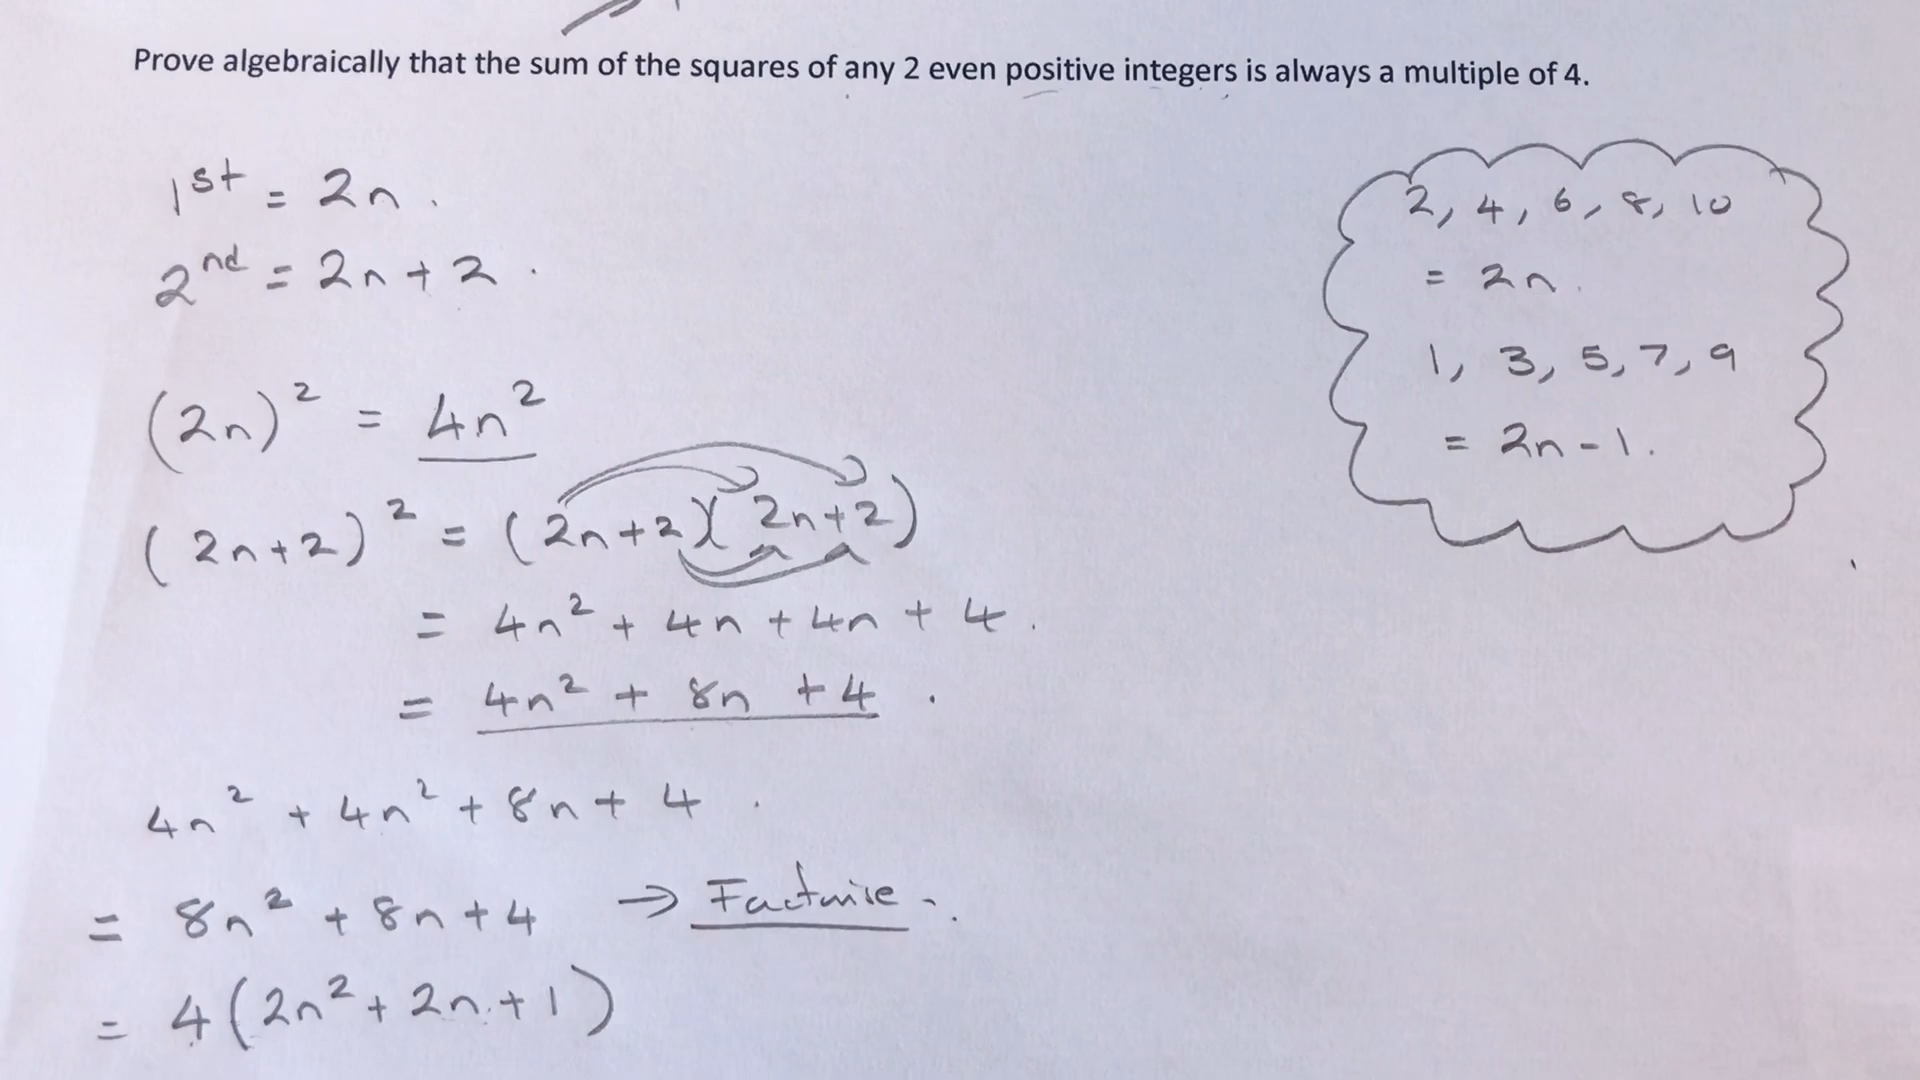 Prove algebraically that the sum of the squares of any 2 even positive integers is always a multiple of 4.
1st = 2n.
2nd = 2n + 2.
2, 4, 6, 8, 10
= 2n.
1, 3, 5, 7, 9
= 2n - 1.
(2n)² = 4n²
(2n+2)² = (2n+2)(2n+2)
= 4n² + 4n + 4n + 4.
= 4n² + 8n + 4.
4n² + 4n² + 8n + 4.
= 8n² + 8n + 4 → Factorise.
= 4(2n² + 2n + 1)